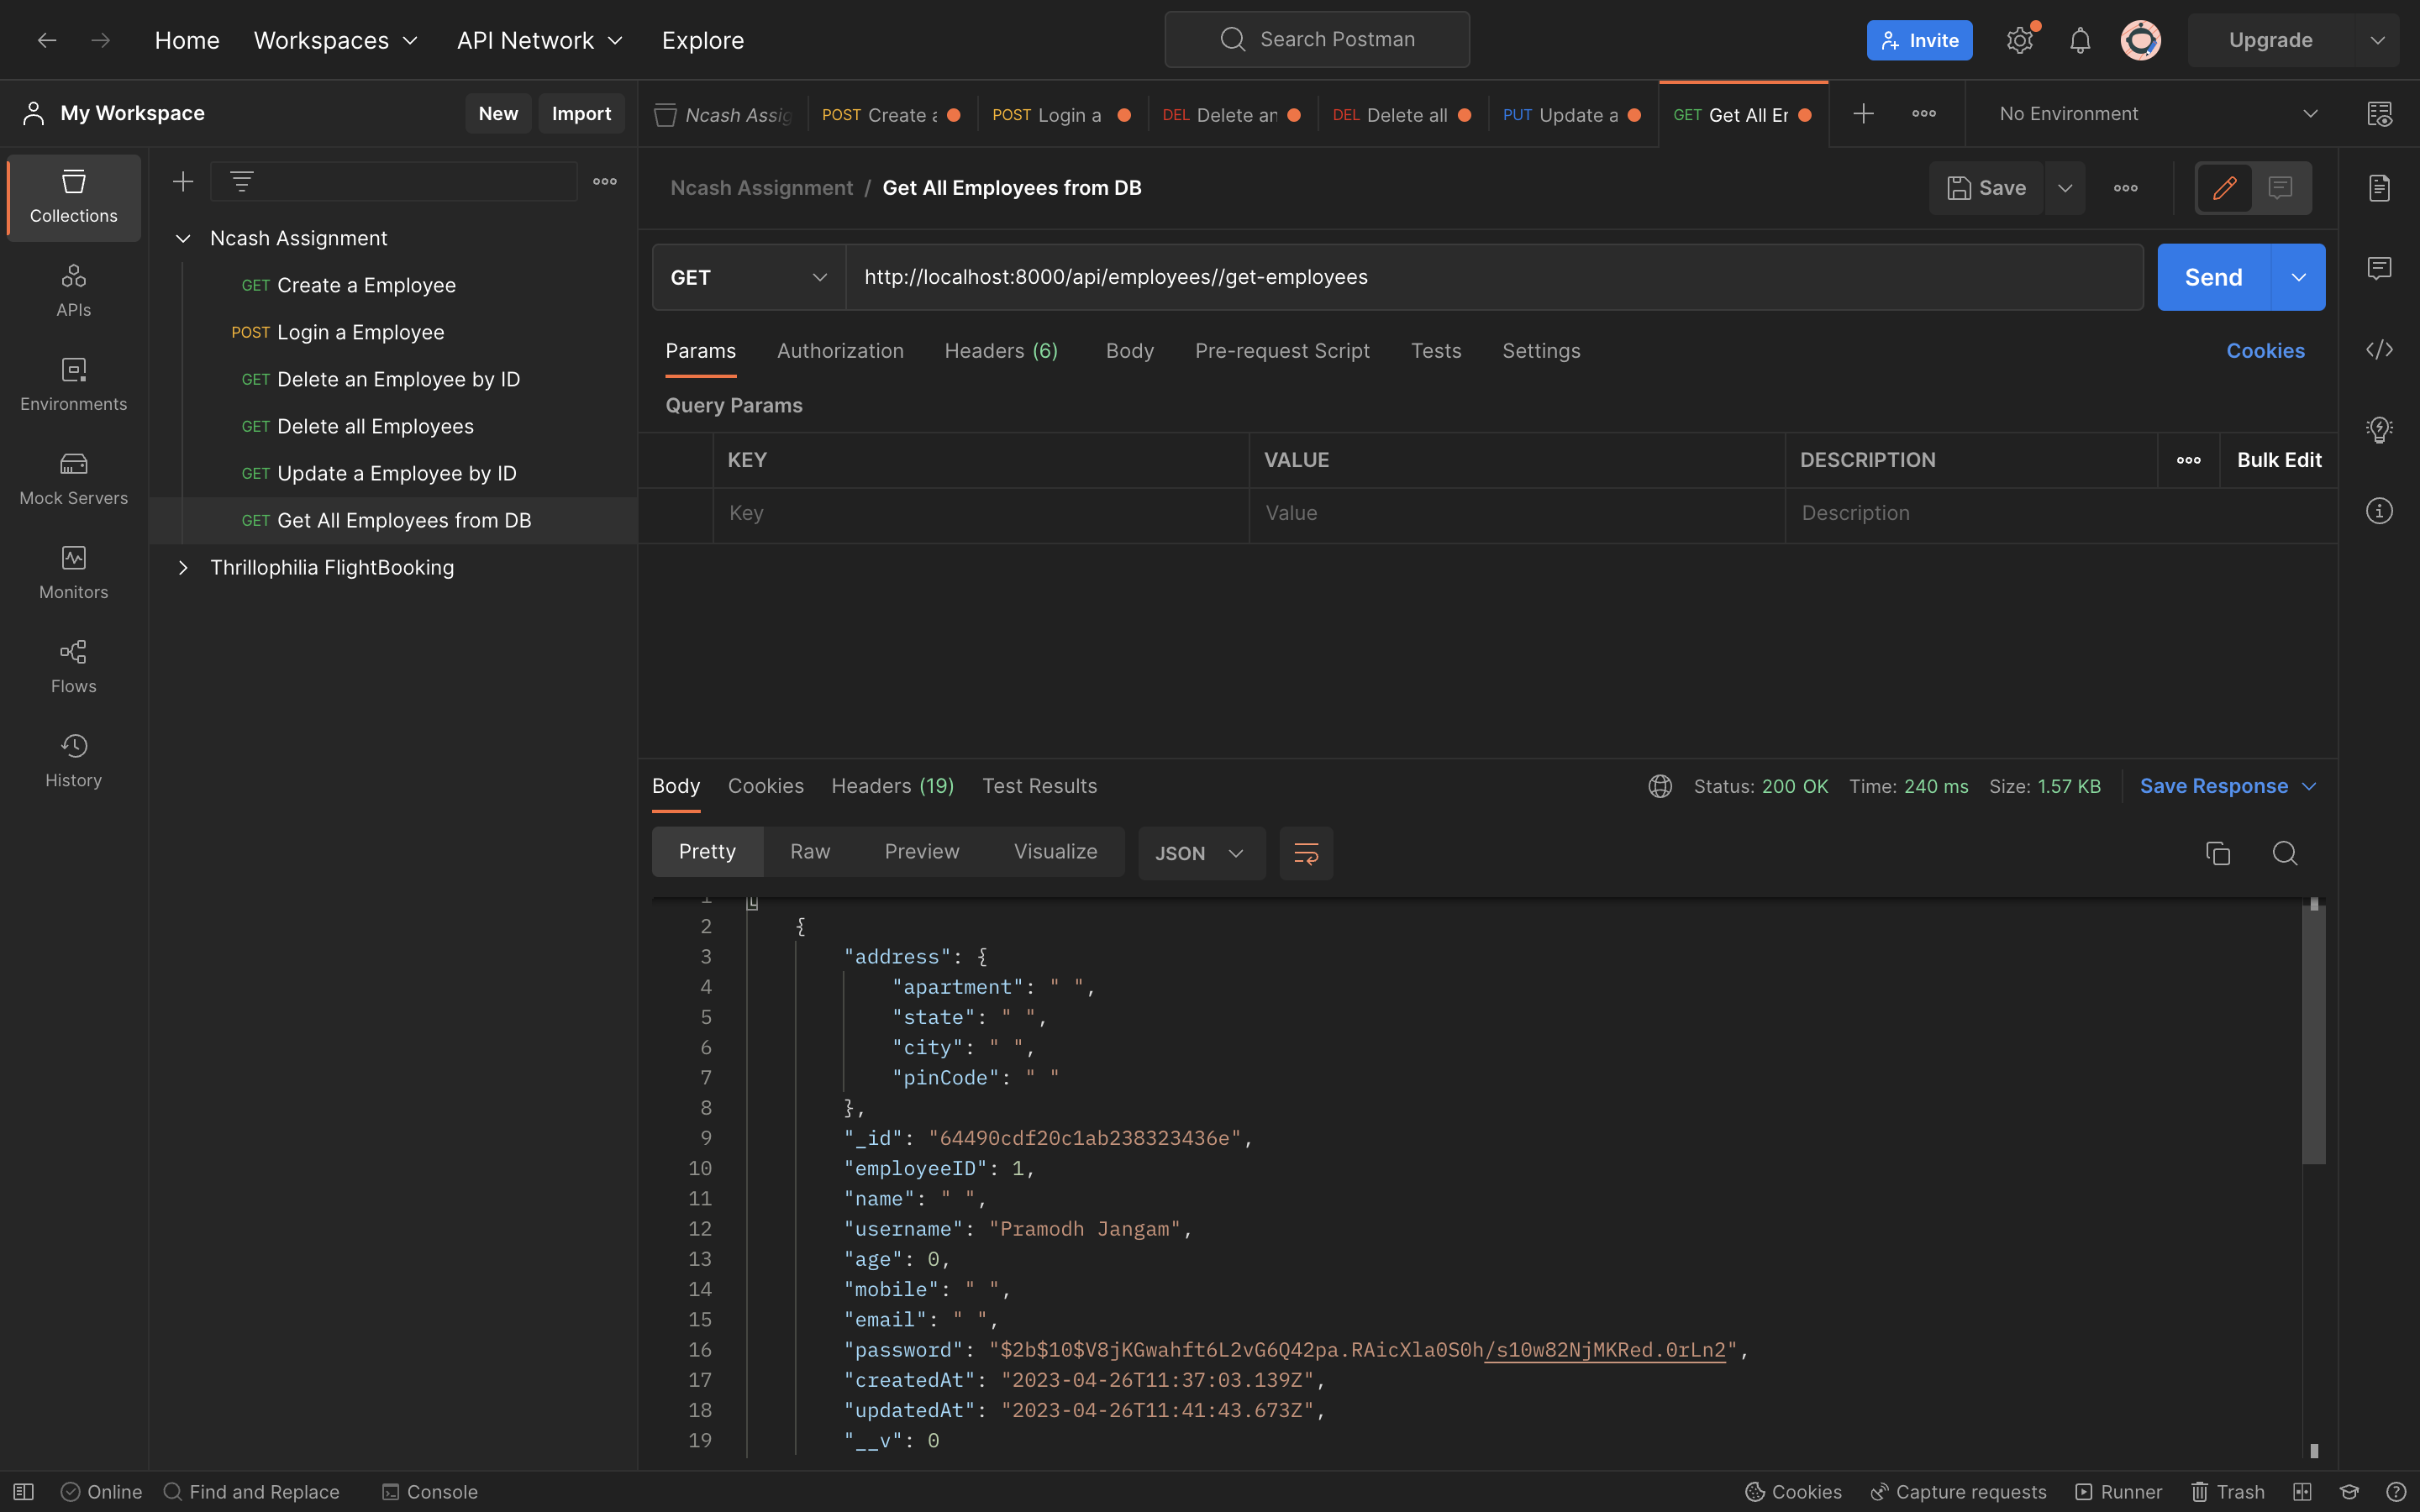 Home Workspaces API Network Explore Search Postman Invite Upgrade
My Workspace New Import Ncash Assig POST Create a POST Login a DEL Delete an DEL Delete all PUT Update a GET Get All Er No Environment
Collections
APIs
Environments
Mock Servers
Monitors
Flows
History
Ncash Assignment
GET Create a Employee
POST Login a Employee
GET Delete an Employee by ID
GET Delete all Employees
GET Update a Employee by ID
GET Get All Employees from DB
Thrillophilia FlightBooking
Ncash Assignment / Get All Employees from DB Save
GET http://localhost:8000/api/employees//get-employees Send
Params Authorization Headers (6) Body Pre-request Script Tests Settings Cookies
Query Params
KEY VALUE DESCRIPTION Bulk Edit
Key Value Description
Body Cookies Headers (19) Test Results Status: 200 OK Time: 240 ms Size: 1.57 KB Save Response
Pretty Raw Preview Visualize JSON
1 [
2 {
3 "address": {
4 "apartment": " ",
5 "state": " ",
6 "city": " ",
7 "pinCode": " "
8 },
9 "_id": "64490cdf20c1ab238323436e",
10 "employeeID": 1,
11 "name": " ",
12 "username": "Pramodh Jangam",
13 "age": 0,
14 "mobile": " ",
15 "email": " ",
16 "password": "$2b$10$V8jKGwahft6L2vG6Q42pa.RAicXla0S0h/s10w82NjMKRed.0rLn2",
17 "createdAt": "2023-04-26T11:37:03.139Z",
18 "updatedAt": "2023-04-26T11:41:43.673Z",
19 "__v": 0
Online Find and Replace Console Cookies Capture requests Runner Trash